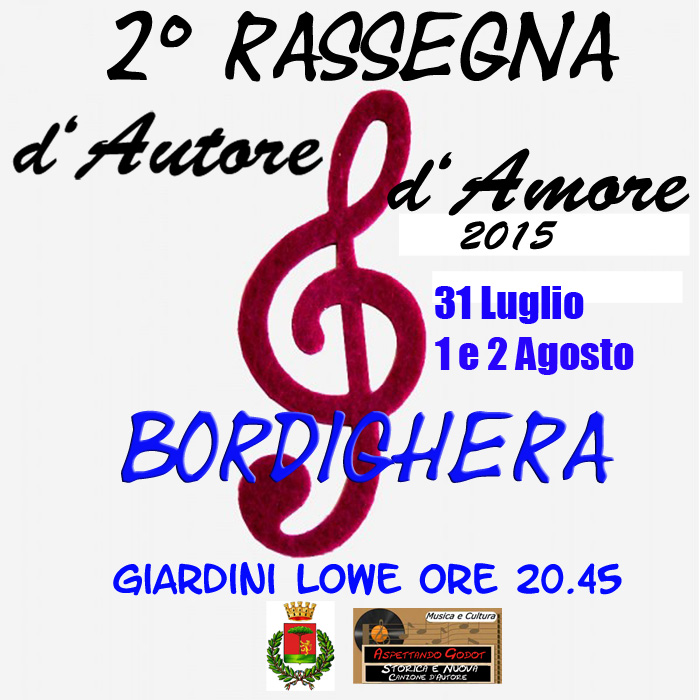 2° RASSEGNA
d'Autore
d'Amore
2015
31 Luglio
1 e 2 Agosto
BORDIGHERA
GIARDINI LOWE ORE 20.45
Musica e Cultura
ASPETTANDO GODOT
STORICA E NUOVA
CANZONE D'AUTORE